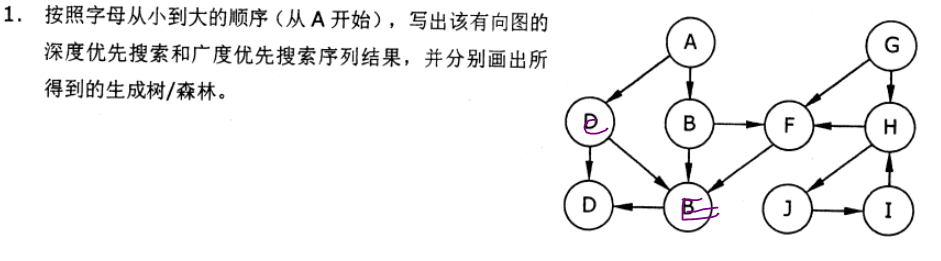 1. 按照字母从小到大的顺序（从 A 开始），写出该有向图的
深度优先搜索和广度优先搜索序列结果，并分别画出所
得到的生成树/森林。
A G
B F H
D J I